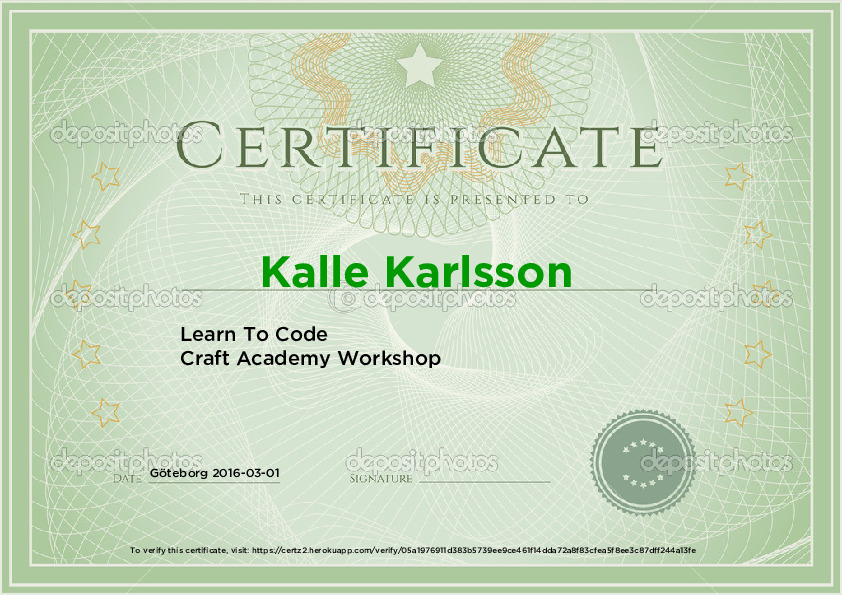 depositphotos depositphotos depositphotos
CERTIFICATE
THIS CERTIFICATE IS PRESENTED TO
Kalle Karlsson
depositphotos © depositphotos depositphotos
Learn To Code
Craft Academy Workshop
depositphotos depositphotos depositphotos
DATE Göteborg 2016-03-01 SIGNATURE
To verify this certificate, visit: https://certz2.herokuapp.com/verify/05a1976911d383b5739ee9ce461f14dda72a8f83cfea5f8ee3c87dff244a13fe